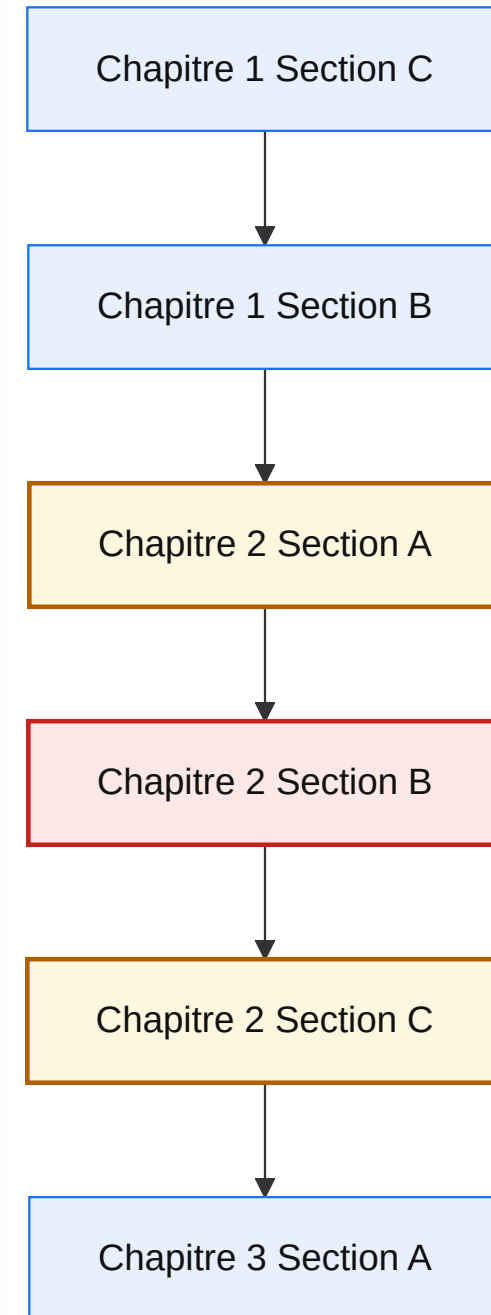 Chapitre 1 Section C
Chapitre 1 Section B
Chapitre 2 Section A
Chapitre 2 Section B
Chapitre 2 Section C
Chapitre 3 Section A